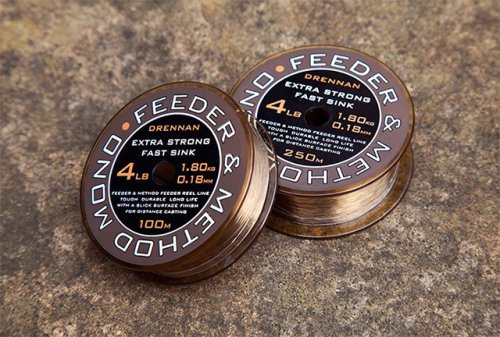 FEEDER & METHOD MONO •
DRENNAN
EXTRA STRONG
FAST SINK
4LB
1.80KG
0.18MM
FEEDER & METHOD FEEDER REEL LINE
TOUGH DURABLE LONG LIFE
WITH A SLICK SURFACE FINISH
FOR DISTANCE CASTING
100M
FEEDER & METHOD MONO •
DRENNAN
EXTRA STRONG
FAST SINK
4LB
1.80KG
0.18MM
FEEDER & METHOD FEEDER REEL LINE
TOUGH DURABLE LONG LIFE
WITH A SLICK SURFACE FINISH
FOR DISTANCE CASTING
250M